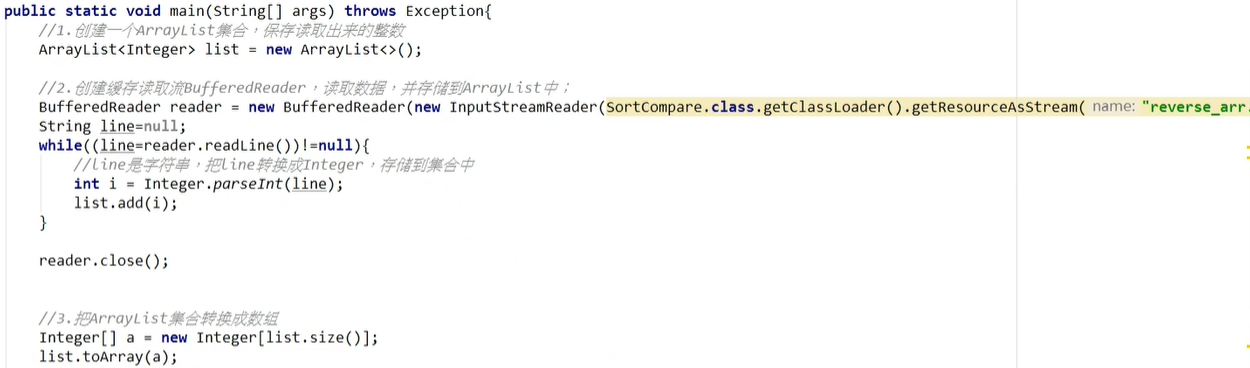 public static void main(String[] args) throws Exception{
//1.创建一个ArrayList集合，保存读取出来的整数
ArrayList<Integer> list = new ArrayList<>();
//2.创建缓存读取流BufferedReader，读取数据，并存储到ArrayList中；
BufferedReader reader = new BufferedReader(new InputStreamReader(SortCompare.class.getClassLoader().getResourceAsStream( name: "reverse_arr.
String line=null;
while((line=reader.readLine())!=null){
//line是字符串，把line转换成Integer，存储到集合中
int i = Integer.parseInt(line);
list.add(i);
}
reader.close();
//3.把ArrayList集合转换成数组
Integer[] a = new Integer[list.size()];
list.toArray(a);